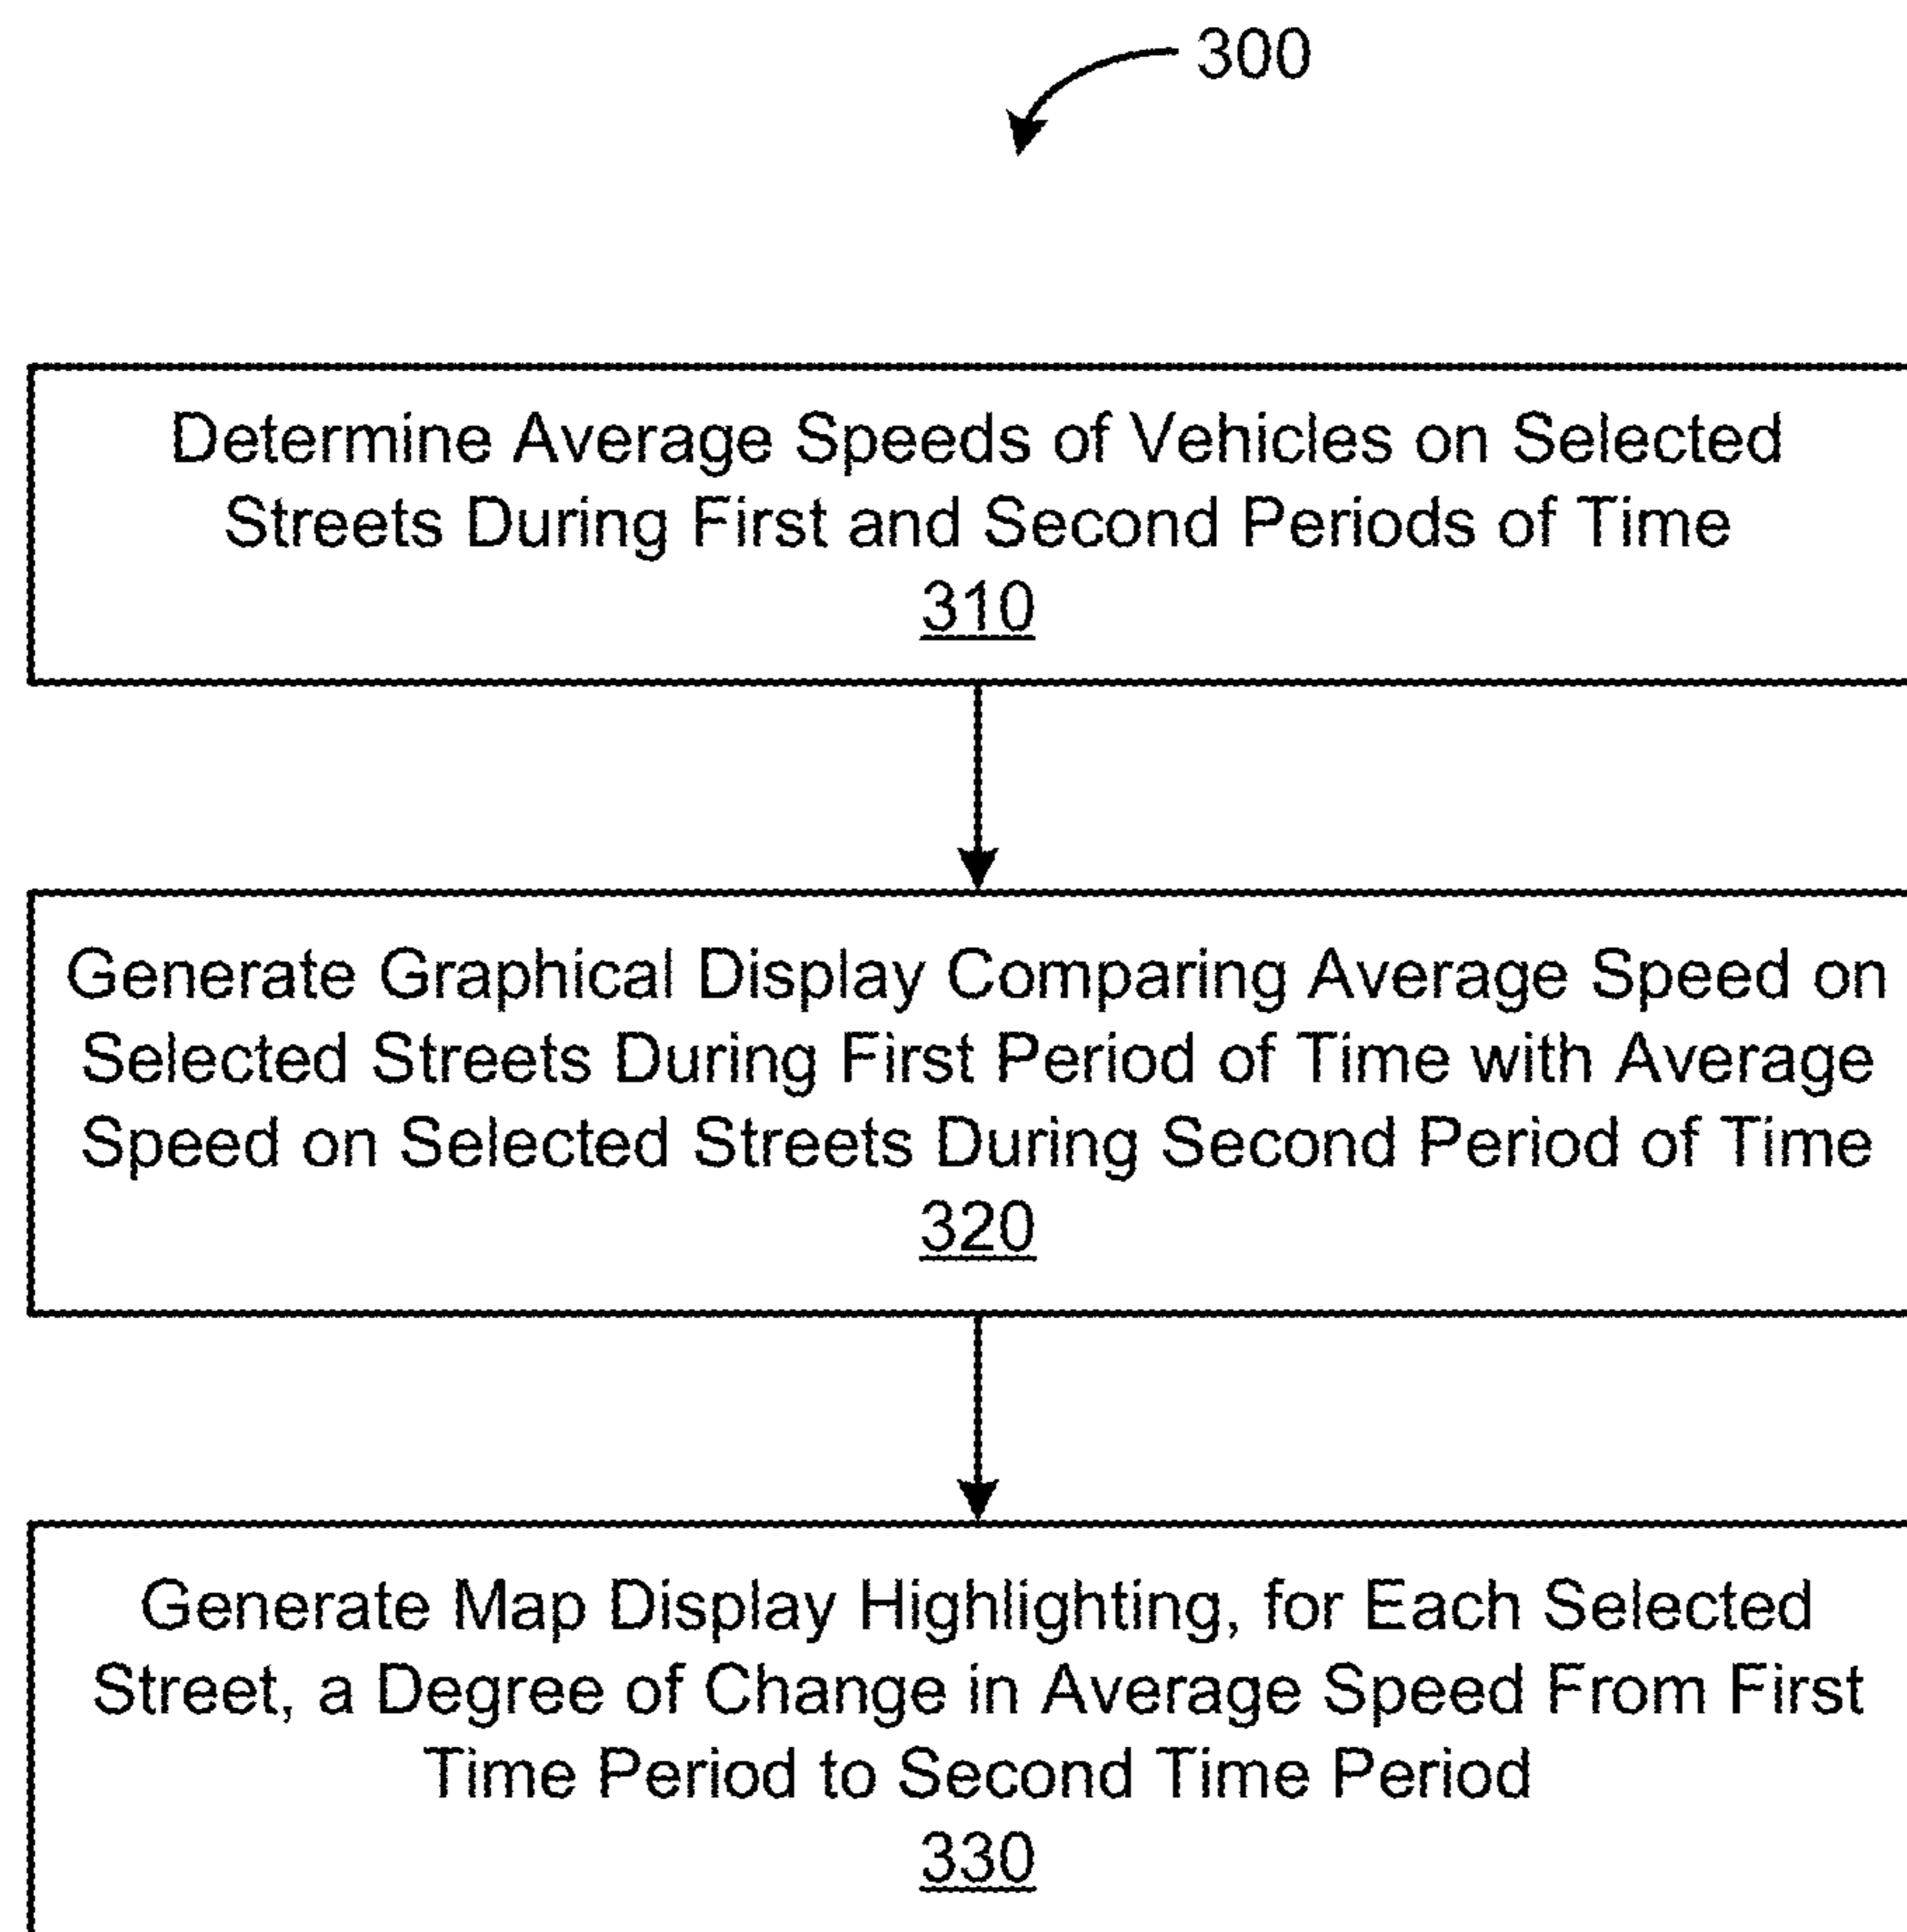 300
Determine Average Speeds of Vehicles on Selected
Streets During First and Second Periods of Time
310
Generate Graphical Display Comparing Average Speed on
Selected Streets During First Period of Time with Average
Speed on Selected Streets During Second Period of Time
320
Generate Map Display Highlighting, for Each Selected
Street, a Degree of Change in Average Speed From First
Time Period to Second Time Period
330